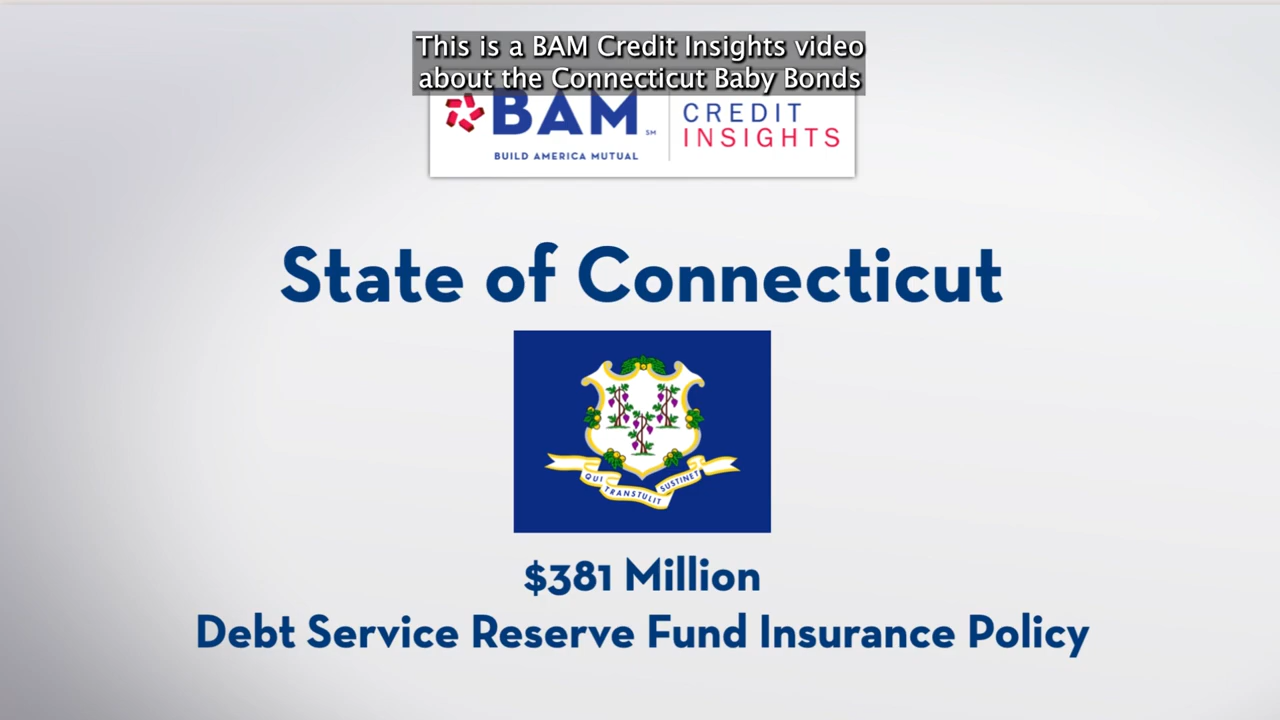 This is a BAM Credit Insights video
about the Connecticut Baby Bonds
BAM SM
BUILD AMERICA MUTUAL
CREDIT
INSIGHTS
State of Connecticut
QUI TRANSTULIT SUSTINET
$381 Million
Debt Service Reserve Fund Insurance Policy